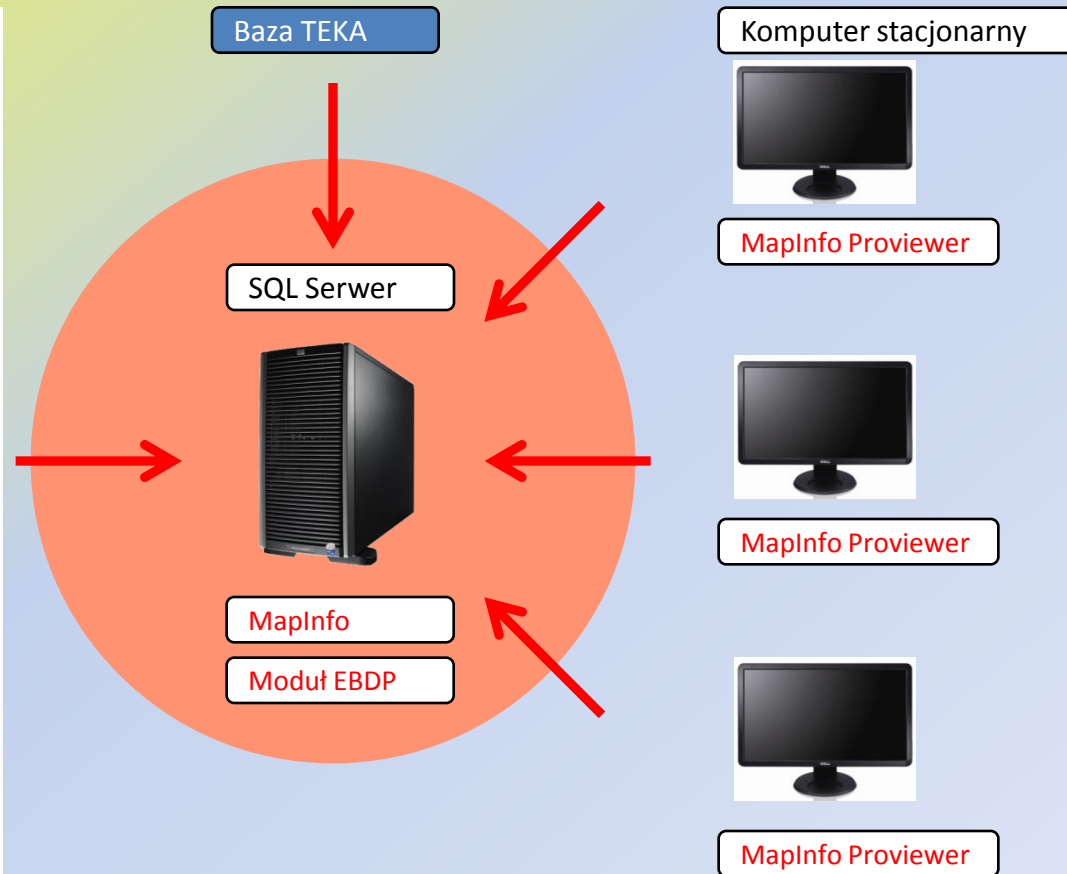 Baza TEKA
Komputer stacjonarny
MapInfo Proviewer
SQL Serwer
MapInfo Proviewer
MapInfo
Moduł EBDP
MapInfo Proviewer